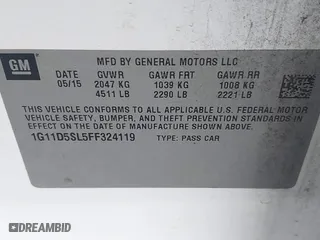 GM
MFD BY GENERAL MOTORS LLC
DATE GVWR GAWR FRT GAWR RR
05/15 2047 KG 1039 KG 1008 KG
4511 LB 2290 LB 2221 LB
THIS VEHICLE CONFORMS TO ALL APPLICABLE U.S. FEDERAL MOTOR
VEHICLE SAFETY, BUMPER, AND THEFT PREVENTION STANDARDS IN EFFECT
ON THE DATE OF MANUFACTURE SHOWN ABOVE.
1G11D5SL5FF324119 TYPE: PASS CAR
DEALERSCLUB